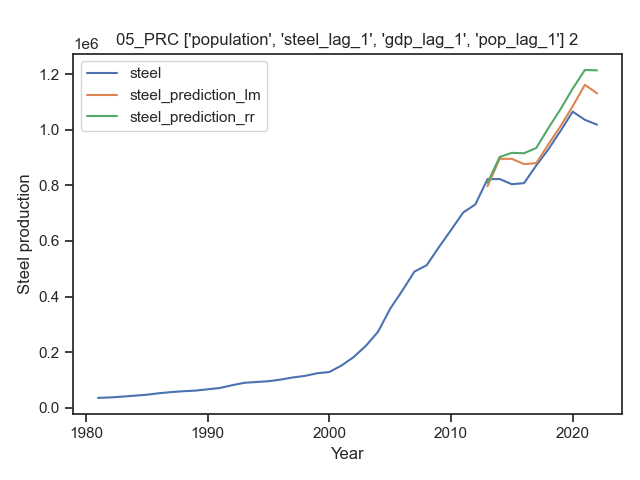 05_PRC ['population', 'steel_lag_1', 'gdp_lag_1', 'pop_lag_1'] 2
1e6
steel
steel_prediction_lm
steel_prediction_rr
1.2
1.0
0.8
0.6
0.4
0.2
0.0
Steel production
1980 1990 2000 2010 2020
Year